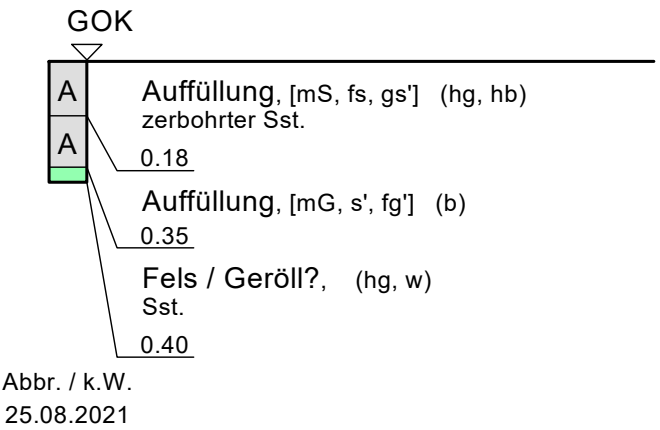 GOK
A
Auffüllung, [mS, fs, gs'] (hg, hb)
zerbohrter Sst.
0.18
A
Auffüllung, [mG, s', fg'] (b)
0.35
Fels / Geröll?, (hg, w)
Sst.
0.40
Abbr. / k.W.
25.08.2021